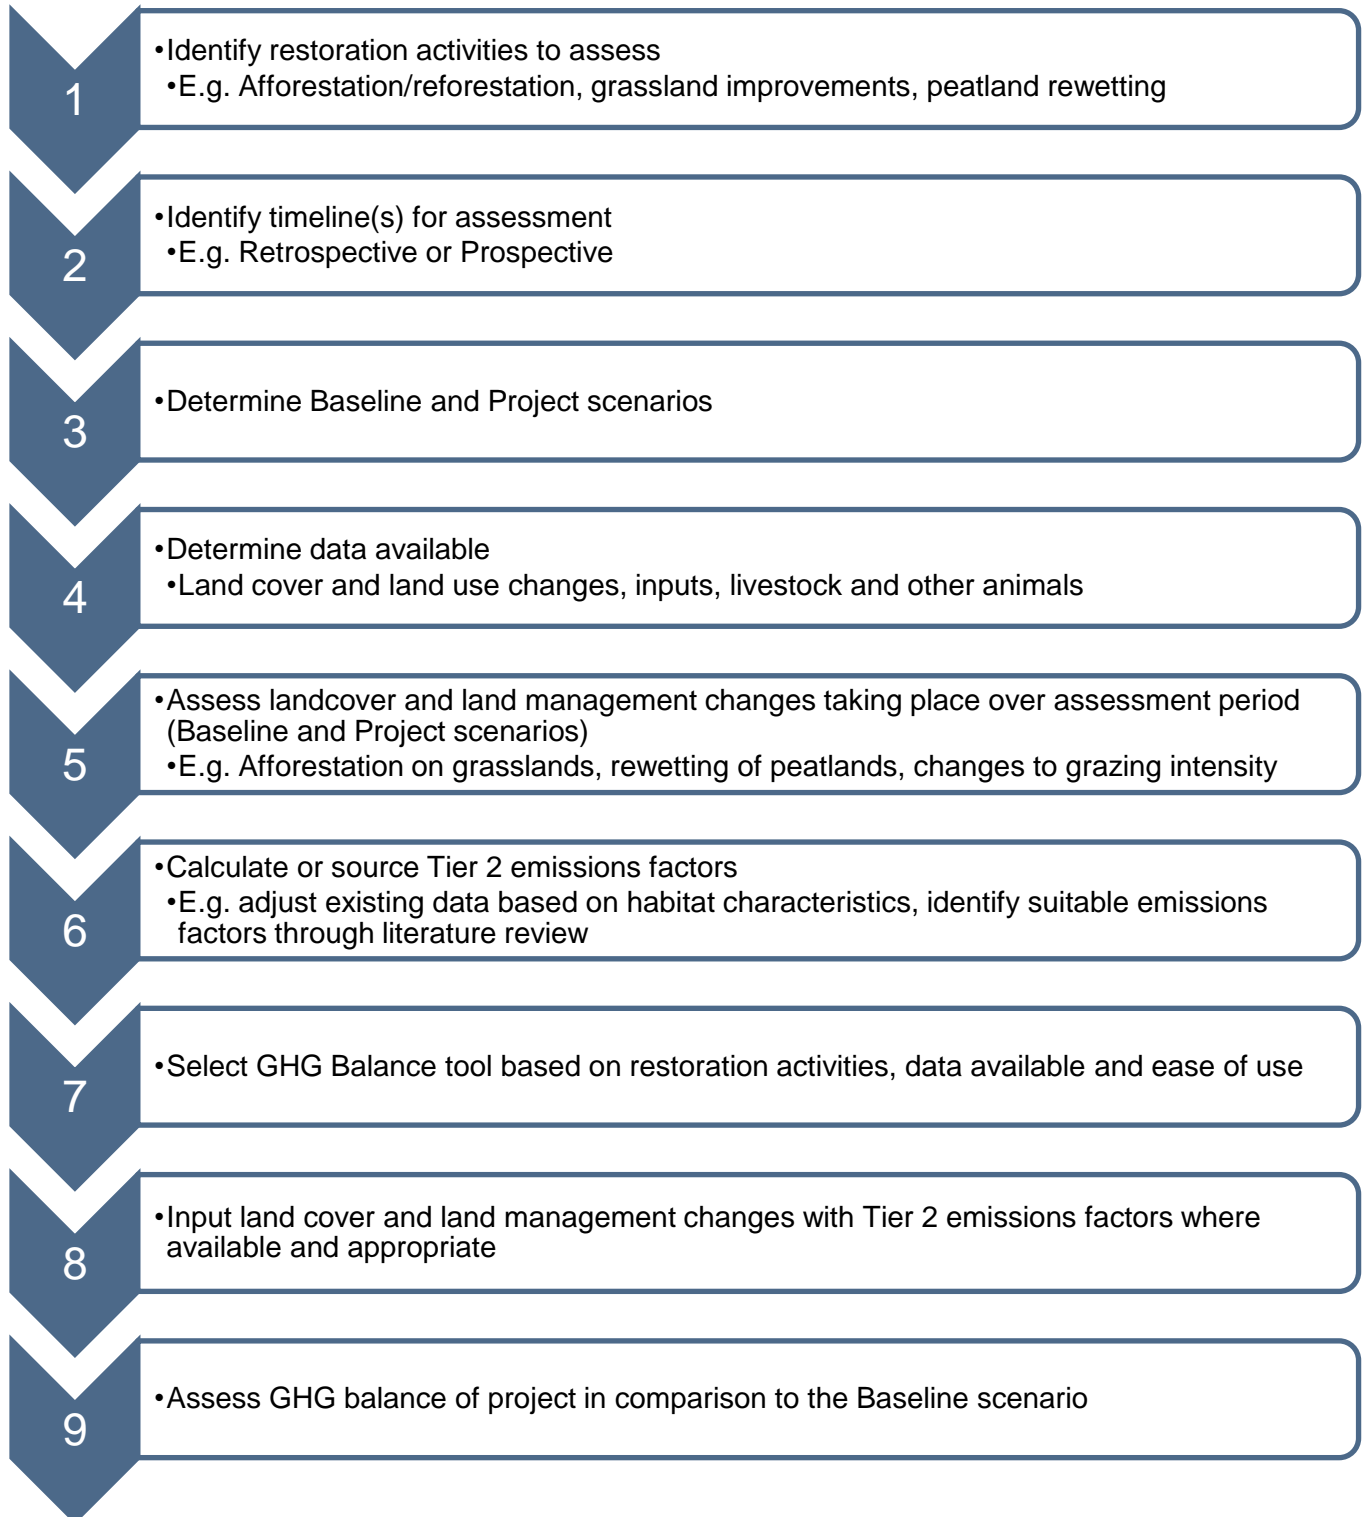 1
•Identify restoration activities to assess
•E.g. Afforestation/reforestation, grassland improvements, peatland rewetting
2
•Identify timeline(s) for assessment
•E.g. Retrospective or Prospective
3
•Determine Baseline and Project scenarios
4
•Determine data available
•Land cover and land use changes, inputs, livestock and other animals
5
•Assess landcover and land management changes taking place over assessment period
(Baseline and Project scenarios)
•E.g. Afforestation on grasslands, rewetting of peatlands, changes to grazing intensity
6
•Calculate or source Tier 2 emissions factors
•E.g. adjust existing data based on habitat characteristics, identify suitable emissions
factors through literature review
7
•Select GHG Balance tool based on restoration activities, data available and ease of use
8
•Input land cover and land management changes with Tier 2 emissions factors where
available and appropriate
9
•Assess GHG balance of project in comparison to the Baseline scenario